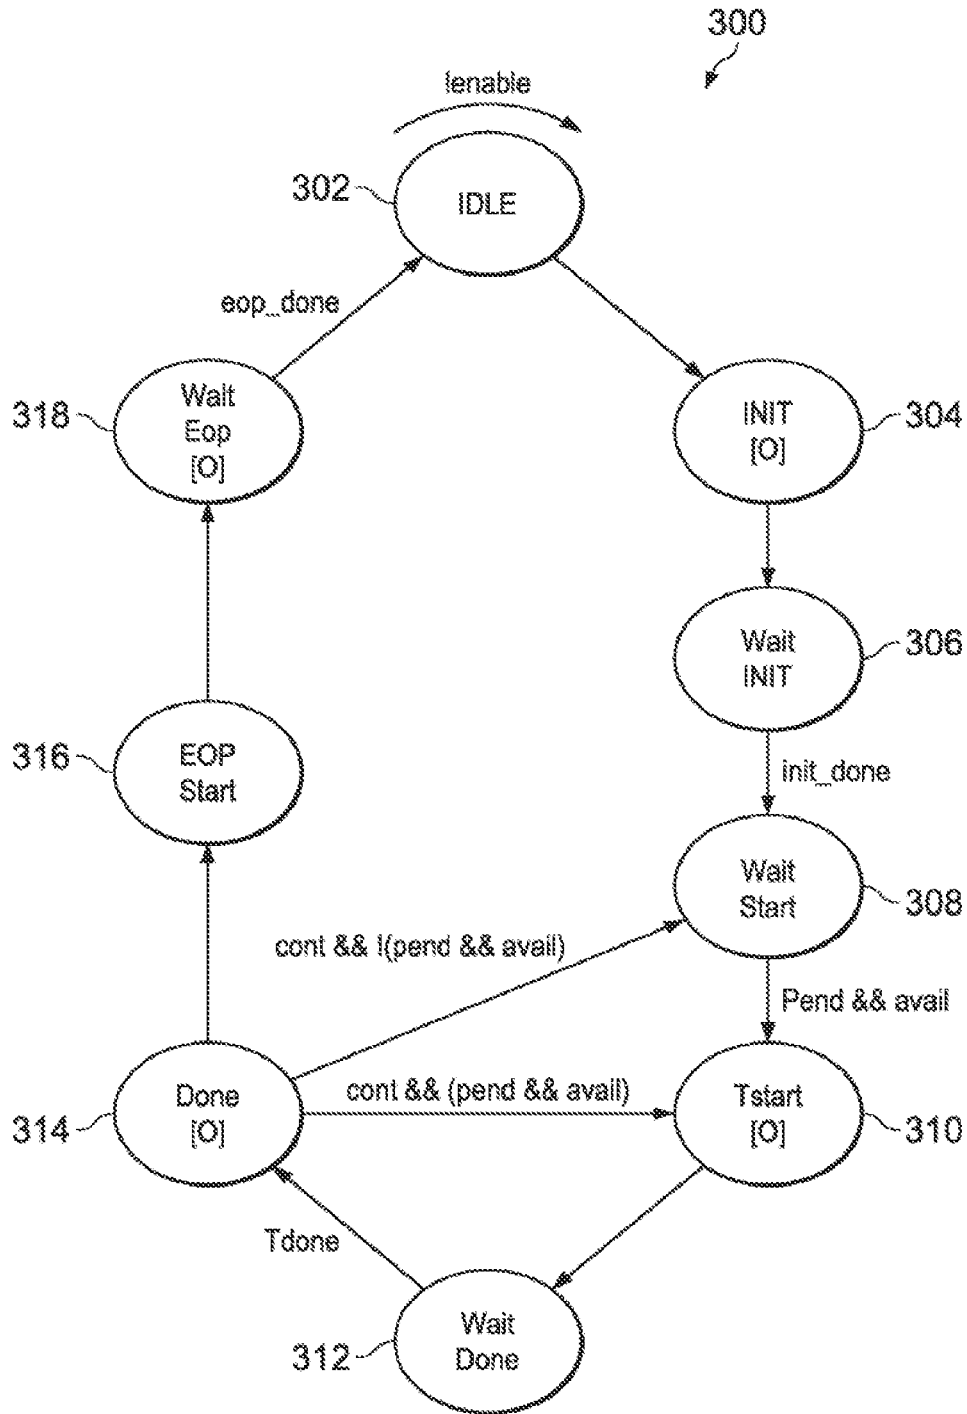 300
lenable
302
IDLE
eop_done
318
Wait
Eop
[O]
INIT
[O]
304
Wait
INIT
306
316
EOP
Start
init_done
Wait
Start
308
cont && !(pend && avail)
Pend && avail
314
Done
[O]
cont && (pend && avail)
Tstart
[O]
310
Tdone
312
Wait
Done